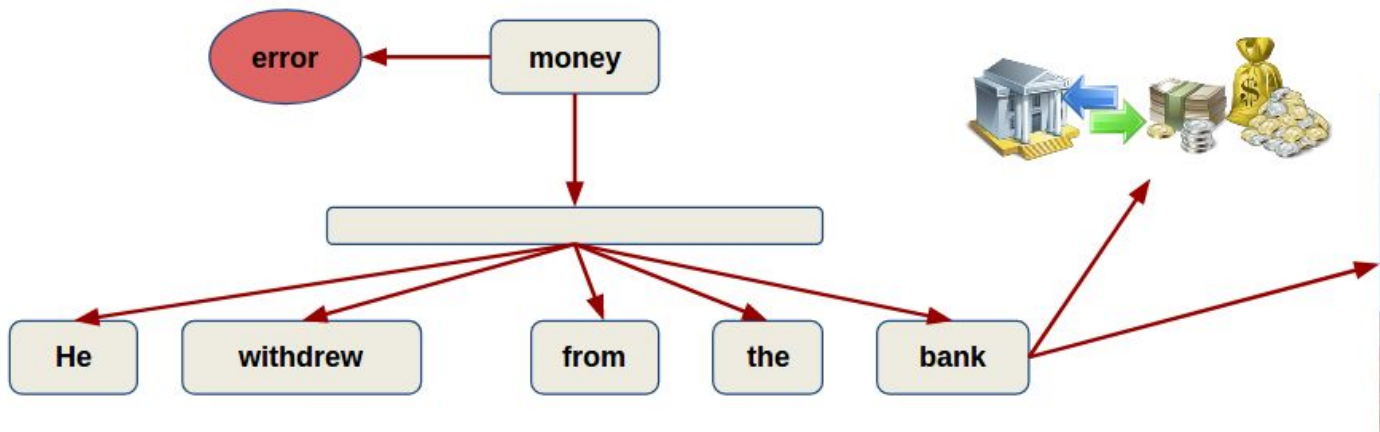 error
money
He
withdrew
from
the
bank
$